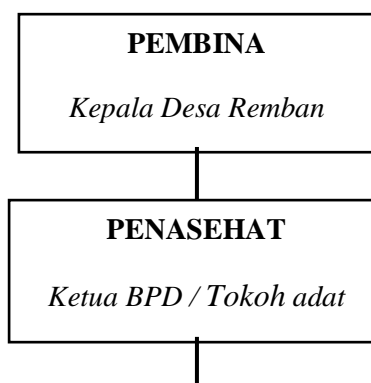 PEMBINA
Kepala Desa Remban
PENASEHAT
Ketua BPD / Tokoh adat